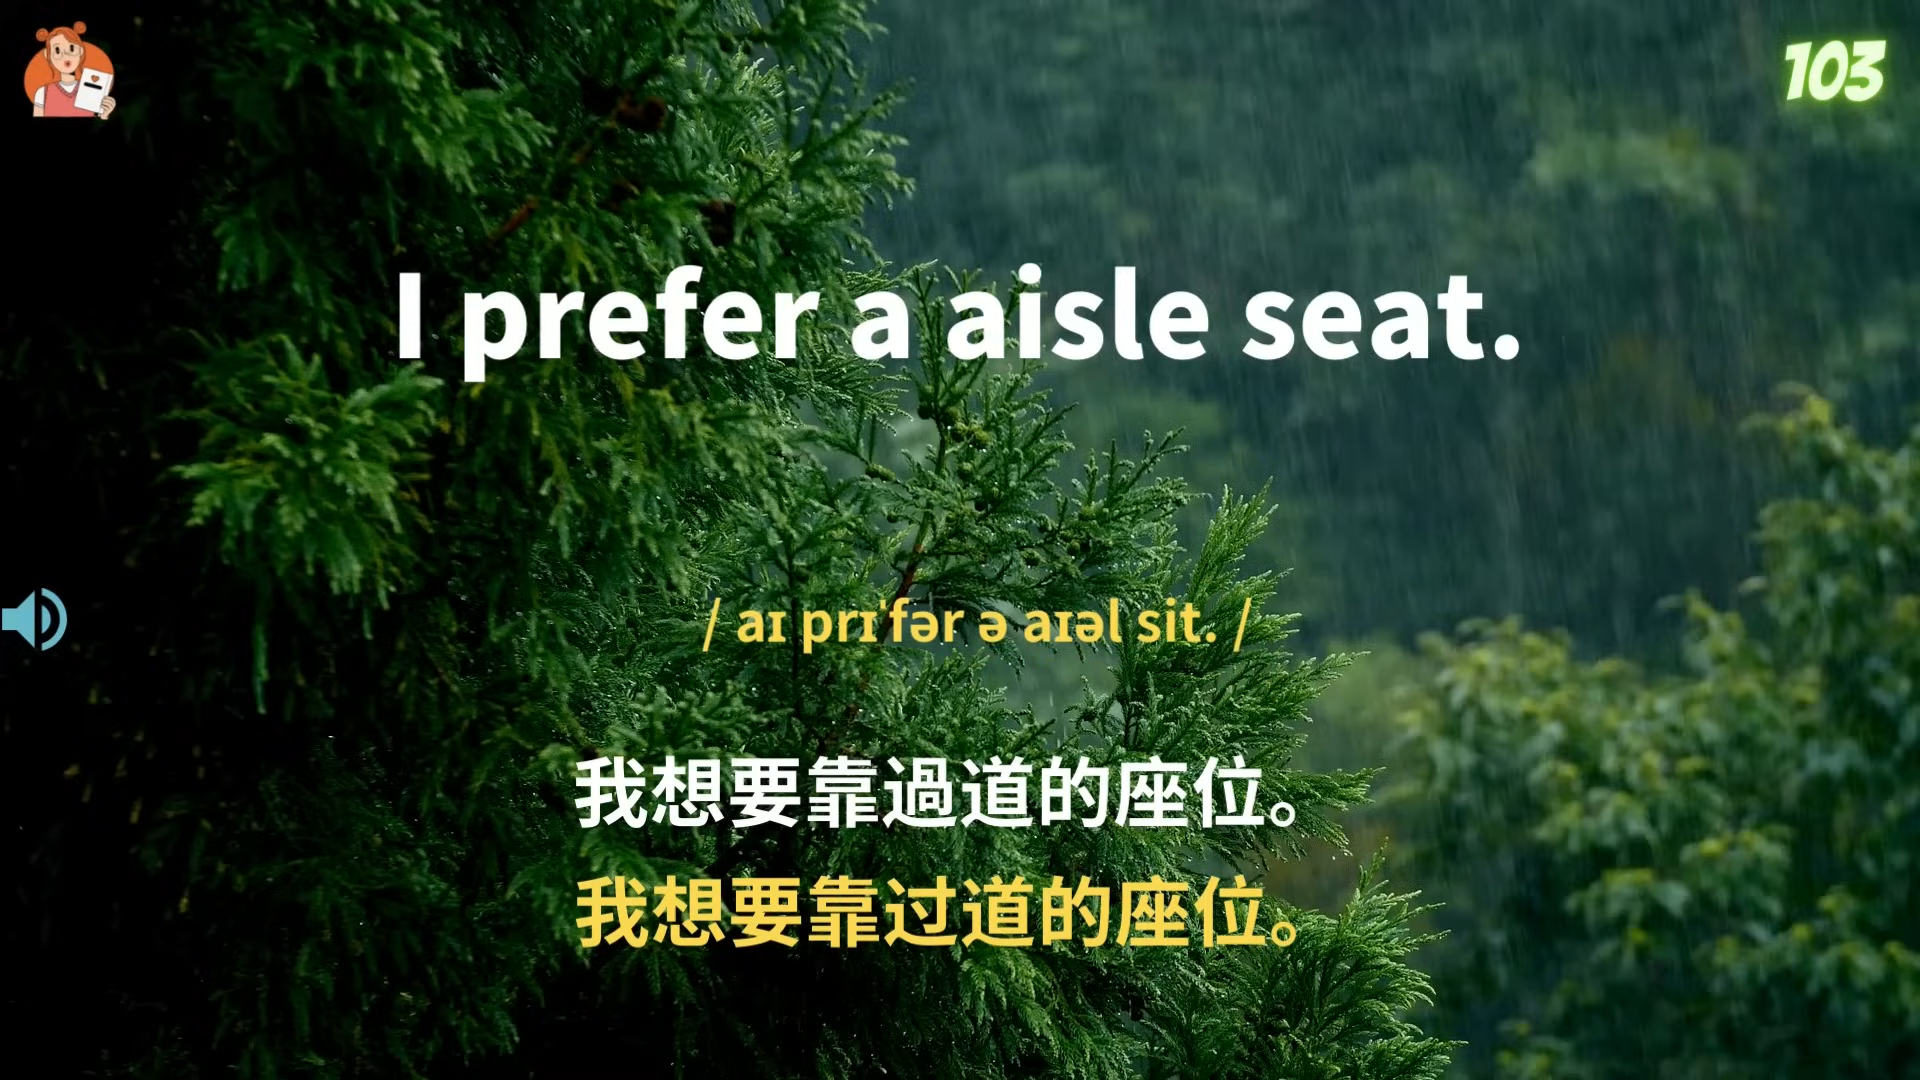 103
I prefer a aisle seat.
/ aɪ prɪˈfər ə aɪəl sit. /
我想要靠過道的座位。
我想要靠过道的座位。